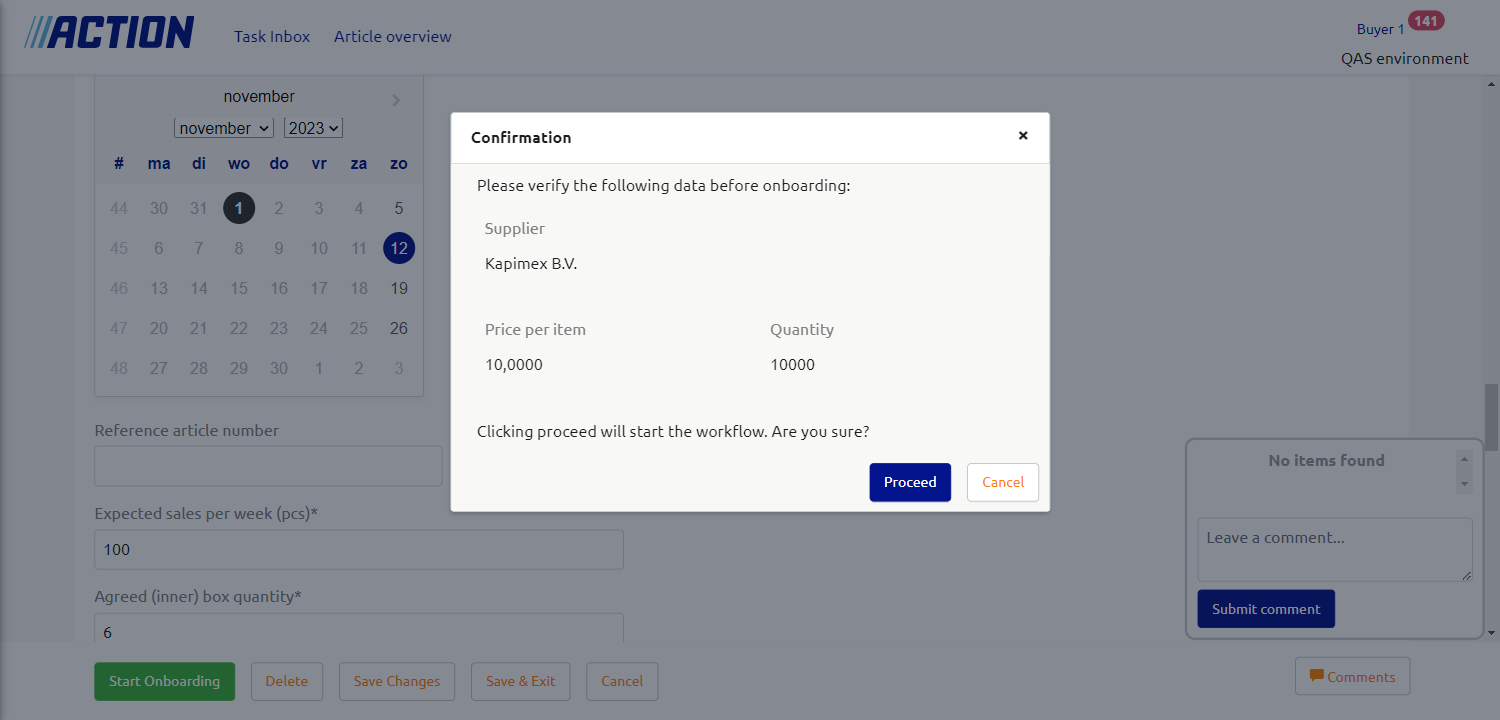 ACTION
Task Inbox Article overview
Buyer 1 141
QAS environment
november
november 2023
# ma di wo do vr za zo
44 30 31 1 2 3 4 5
45 6 7 8 9 10 11 12
46 13 14 15 16 17 18 19
47 20 21 22 23 24 25 26
48 27 28 29 30 1 2 3
Reference article number
Expected sales per week (pcs)*
100
Agreed (inner) box quantity*
6
Confirmation ×
Please verify the following data before onboarding:
Supplier
Kapimex B.V.
Price per item Quantity
10,0000 10000
Clicking proceed will start the workflow. Are you sure?
Proceed Cancel
No items found
Leave a comment...
Submit comment
Start Onboarding Delete Save Changes Save & Exit Cancel Comments